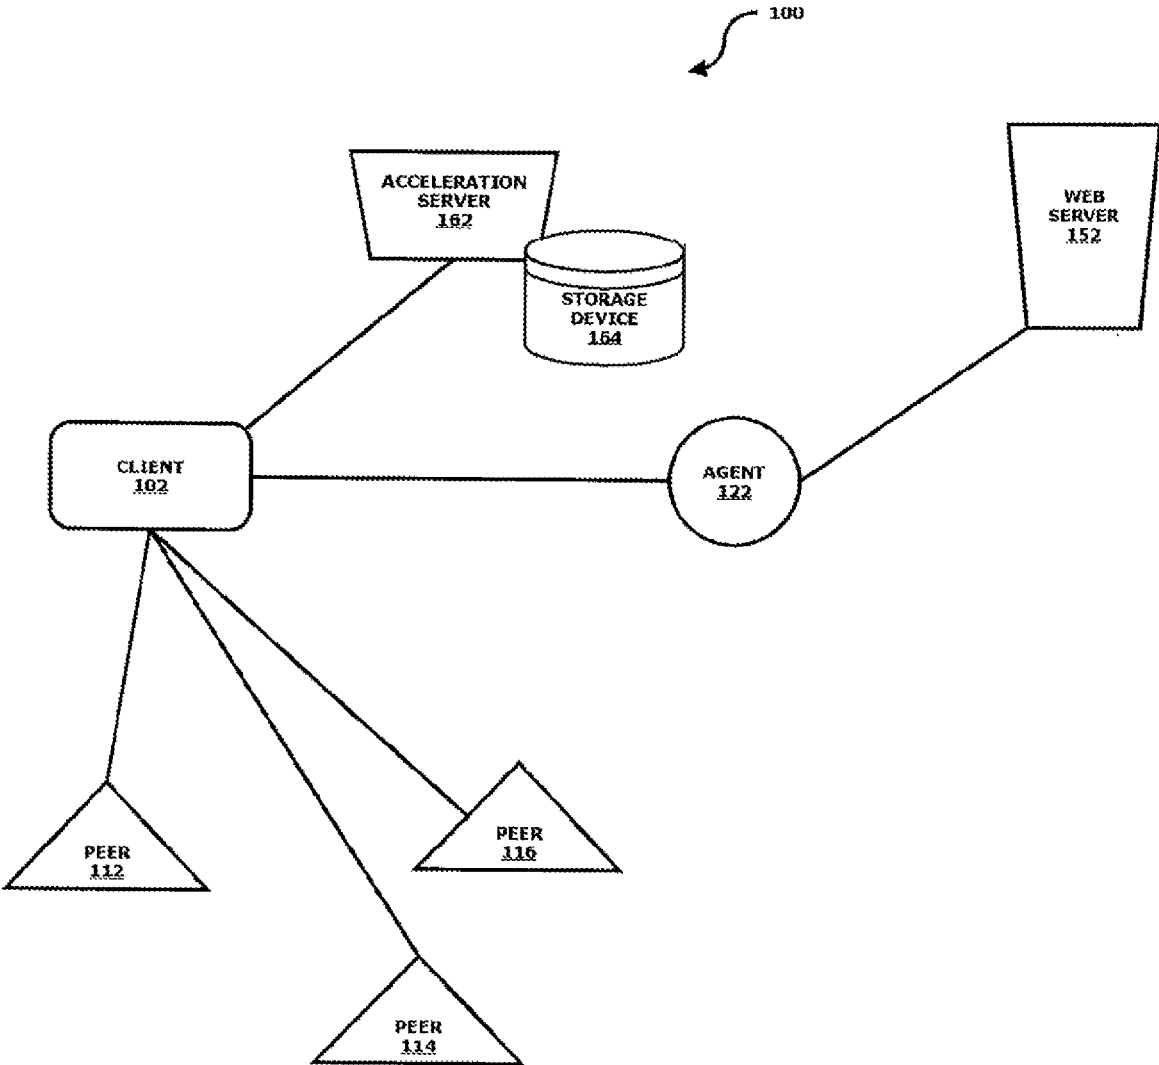 100
ACCELERATION
SERVER
162
WEB
SERVER
152
STORAGE
DEVICE
164
CLIENT
102
AGENT
122
PEER
116
PEER
112
PEER
114